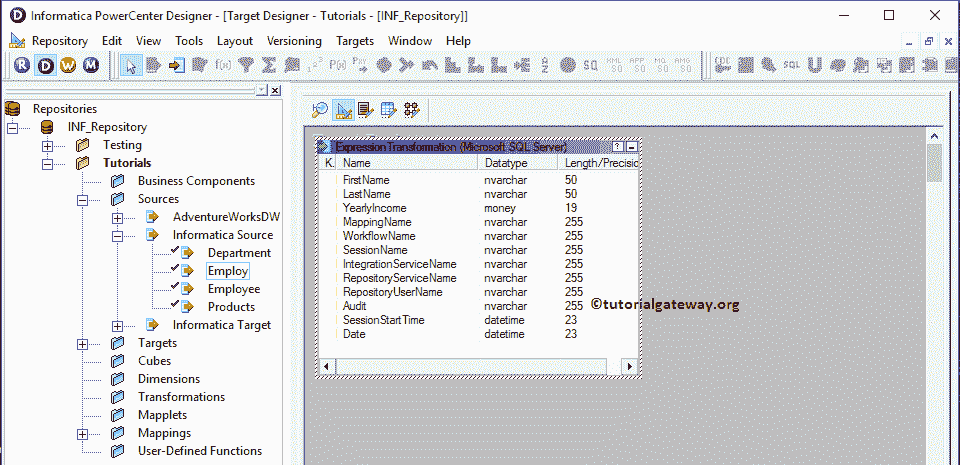 Informatica PowerCenter Designer - [Target Designer - Tutorials - [INF_Repository]]
Repository Edit View Tools Layout Versioning Targets Window Help
R D W M
Repositories
INF_Repository
Testing
Tutorials
Business Components
Sources
AdventureWorksDW
Informatica Source
Department
Employ
Employee
Products
Informatica Target
Targets
Cubes
Dimensions
Transformations
Mapplets
Mappings
User-Defined Functions
Expression Transformation (Microsoft SQL Server)
K. Name Datatype Length/Precisio
FirstName nvarchar 50
LastName nvarchar 50
YearlyIncome money 19
MappingName nvarchar 255
WorkflowName nvarchar 255
SessionName nvarchar 255
IntegrationServiceName nvarchar 255
RepositoryServiceName nvarchar 255
RepositoryUserName nvarchar 255
Audit nvarchar 255
SessionStartTime datetime 23
Date datetime 23
©tutorialgateway.org